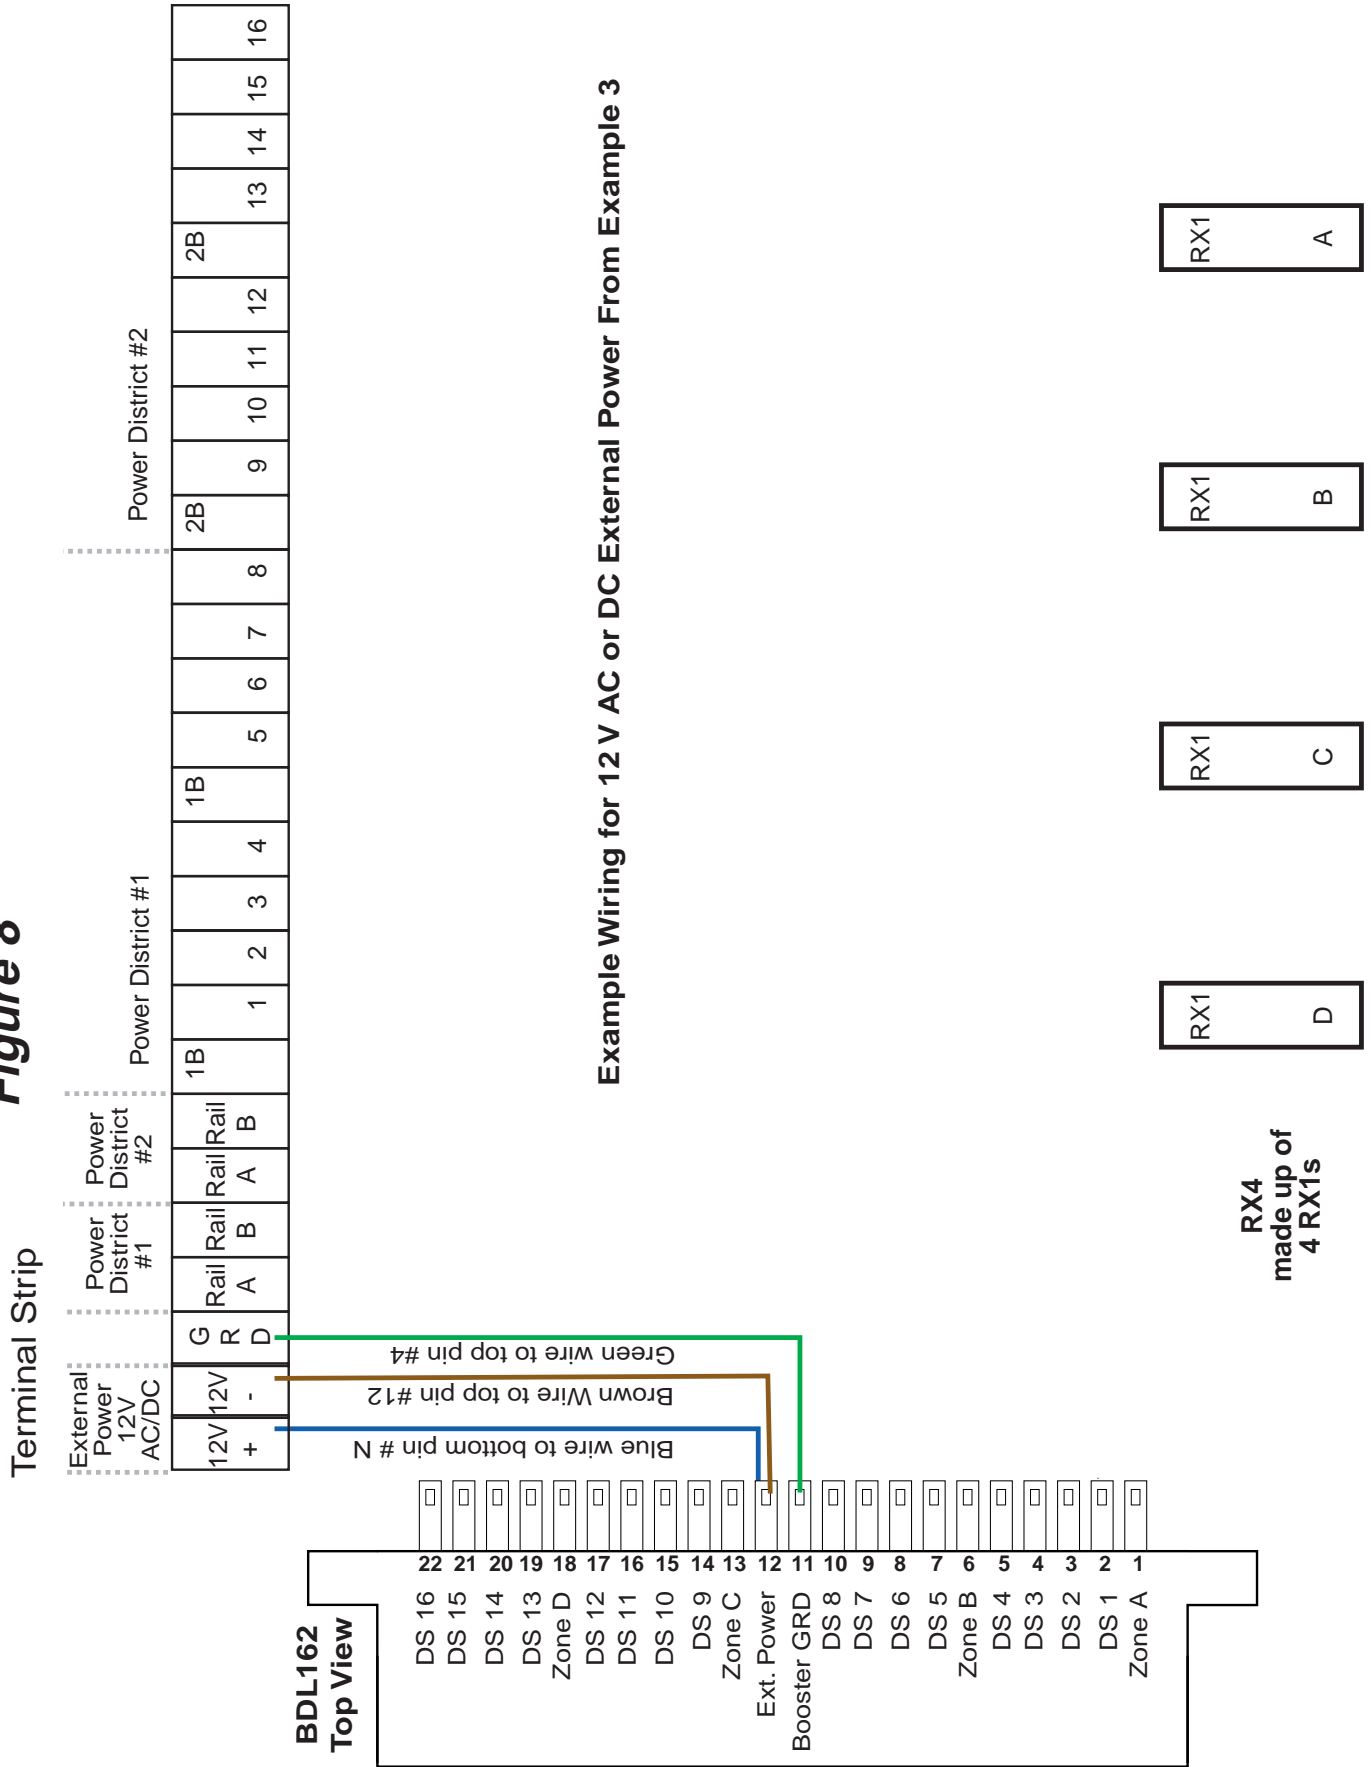 Figure 8
Terminal Strip
External
Power
12V
AC/DC
Power
District
#1
Power
District
#2
Power District #1
Power District #2
12V
+
12V
-
G
R
D
Rail
A
Rail
B
Rail
A
Rail
B
1B
1
2
3
4
1B
5
6
7
8
2B
9
10
11
12
2B
13
14
15
16
Blue wire to bottom pin # N
Brown Wire to top pin #12
Green wire to top pin #4
Example Wiring for 12 V AC or DC External Power From Example 3
BDL162
Top View
DS 16 22
DS 15 21
DS 14 20
DS 13 19
Zone D 18
DS 12 17
DS 11 16
DS 10 15
DS 9 14
Zone C 13
Ext. Power 12
Booster GRD 11
DS 8 10
DS 7 9
DS 6 8
DS 5 7
Zone B 6
DS 4 5
DS 3 4
DS 2 3
DS 1 2
Zone A 1
RX4
made up of
4 RX1s
RX1
D
RX1
C
RX1
B
RX1
A